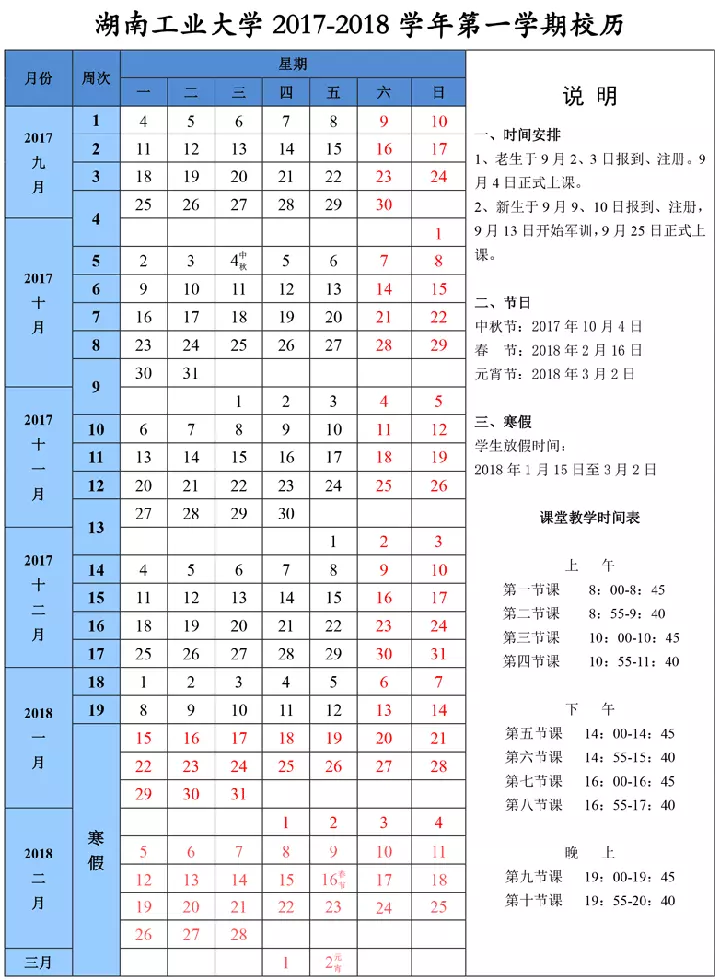 湖南工业大学 2017-2018 学年第一学期校历
月份 周次 星期
一 二 三 四 五 六 日
2017 九 月
1 4 5 6 7 8 9 10
2 11 12 13 14 15 16 17
3 18 19 20 21 22 23 24
4 25 26 27 28 29 30
2017 十 月
1
5 2 3 4中秋 5 6 7 8
6 9 10 11 12 13 14 15
7 16 17 18 19 20 21 22
8 23 24 25 26 27 28 29
9 30 31
2017 十 一 月
1 2 3 4 5
10 6 7 8 9 10 11 12
11 13 14 15 16 17 18 19
12 20 21 22 23 24 25 26
13 27 28 29 30
2017 十 二 月
1 2 3
14 4 5 6 7 8 9 10
15 11 12 13 14 15 16 17
16 18 19 20 21 22 23 24
17 25 26 27 28 29 30 31
2018 一 月
18 1 2 3 4 5 6 7
19 8 9 10 11 12 13 14
寒假
15 16 17 18 19 20 21
22 23 24 25 26 27 28
29 30 31
2018 二 月
1 2 3 4
5 6 7 8 9 10 11
12 13 14 15 16春节 17 18
19 20 21 22 23 24 25
26 27 28
三月 1 2元宵
说 明
一、时间安排
1、老生于 9 月 2、3 日报到、注册。9
月 4 日正式上课。
2、新生于 9 月 9、10 日报到、注册，
9 月 13 日开始军训，9 月 25 日正式上
课。
二、节日
中秋节：2017 年 10 月 4 日
春 节：2018 年 2 月 16 日
元宵节：2018 年 3 月 2 日
三、寒假
学生放假时间：
2018 年 1 月 15 日至 3 月 2 日
课堂教学时间表
上 午
第一节课 8：00-8：45
第二节课 8：55-9：40
第三节课 10：00-10：45
第四节课 10：55-11：40
下 午
第五节课 14：00-14：45
第六节课 14：55-15：40
第七节课 16：00-16：45
第八节课 16：55-17：40
晚 上
第九节课 19：00-19：45
第十节课 19：55-20：40